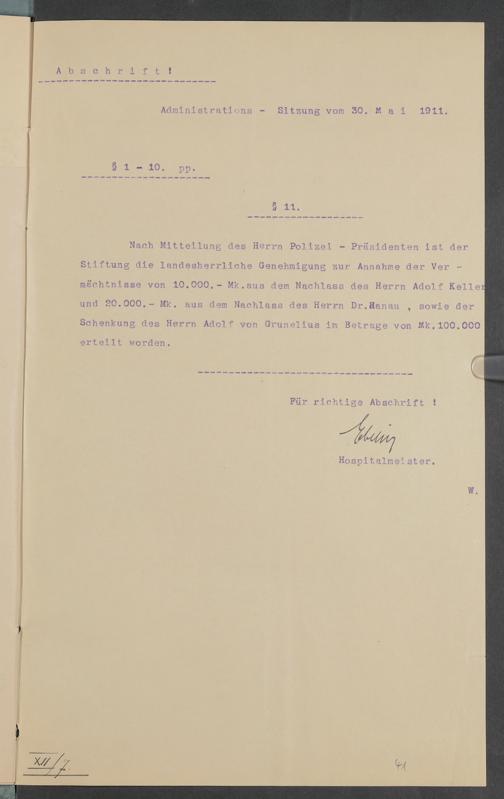 Abschrift!
Administrations - Sitzung vom 30. Mai 1911.
§ 1 - 10. pp.
§ 11.
Nach Mitteilung des Herrn Polizei - Präsidenten ist der
Stiftung die landesherrliche Genehmigung zur Annahme der Ver -
mächtnisse von 10.000.- Mk.aus dem Nachlass des Herrn Adolf Keller
und 20.000.- Mk. aus dem Nachlass des Herrn Dr.Hanau , sowie der
Schenkung des Herrn Adolf von Grunelius im Betrage von Mk.100.000
erteilt worden.
Für richtige Abschrift !
Ebeling
Hospitalmeister.
W.
XII/7.
41